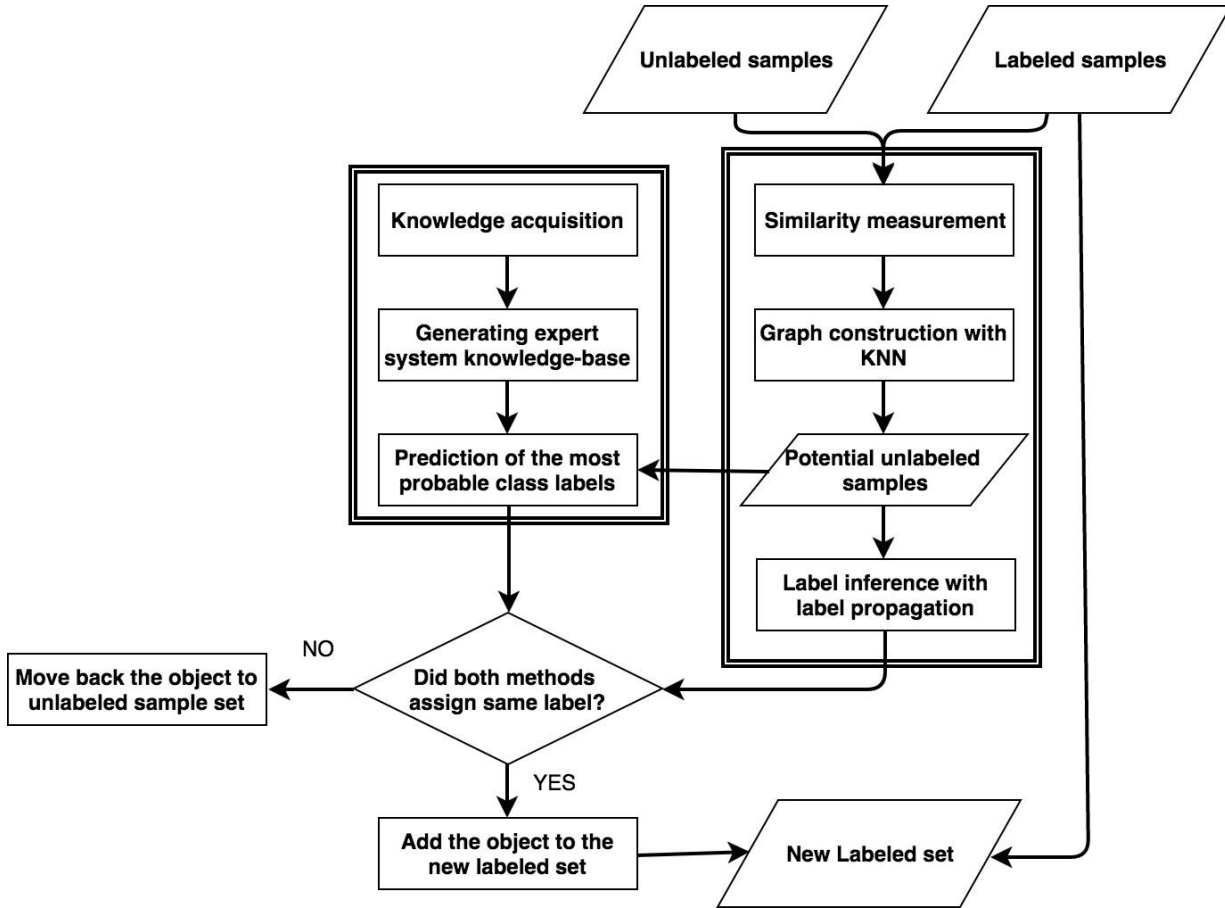 Unlabeled samples
Labeled samples
Knowledge acquisition
Similarity measurement
Generating expert
system knowledge-base
Graph construction with
KNN
Prediction of the most
probable class labels
Potential unlabeled
samples
Label inference with
label propagation
NO
Move back the object to
unlabeled sample set
Did both methods
assign same label?
YES
Add the object to the
new labeled set
New Labeled set